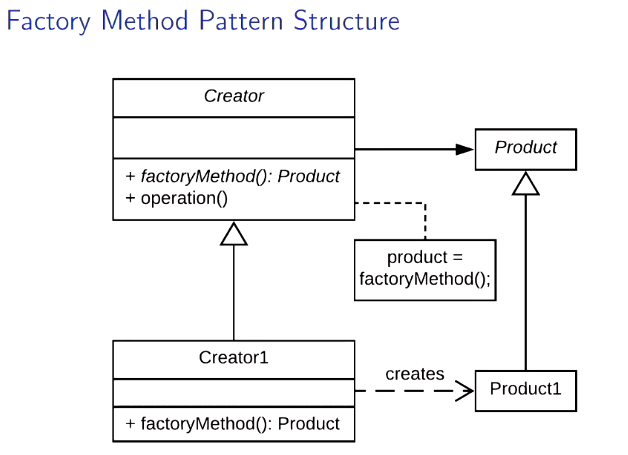 Factory Method Pattern Structure
Creator
Product
+ factoryMethod(): Product
+ operation()
product =
factoryMethod();
Creator1
creates
Product1
+ factoryMethod(): Product